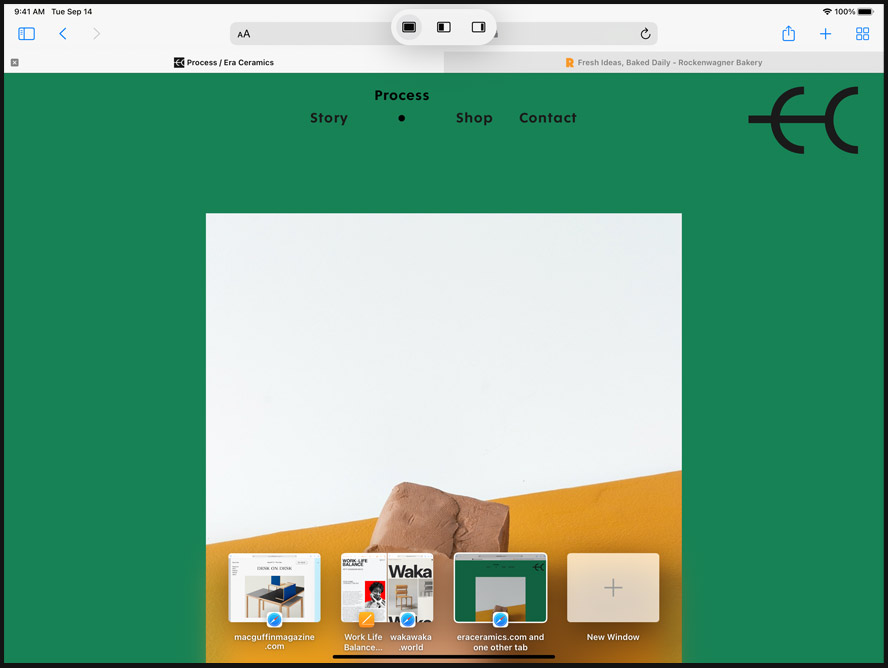 9:41 AM Tue Sep 14
100%
AA
Process / Era Ceramics
Fresh Ideas, Baked Daily - Rockenwagner Bakery
Process
Story
Shop
Contact
DESK ON DESK
WORK-LIFE
BALANCE
Waka
macguffinmagazine
.com
Work Life
Balance...
wakawaka
.world
eraceramics.com and
one other tab
New Window